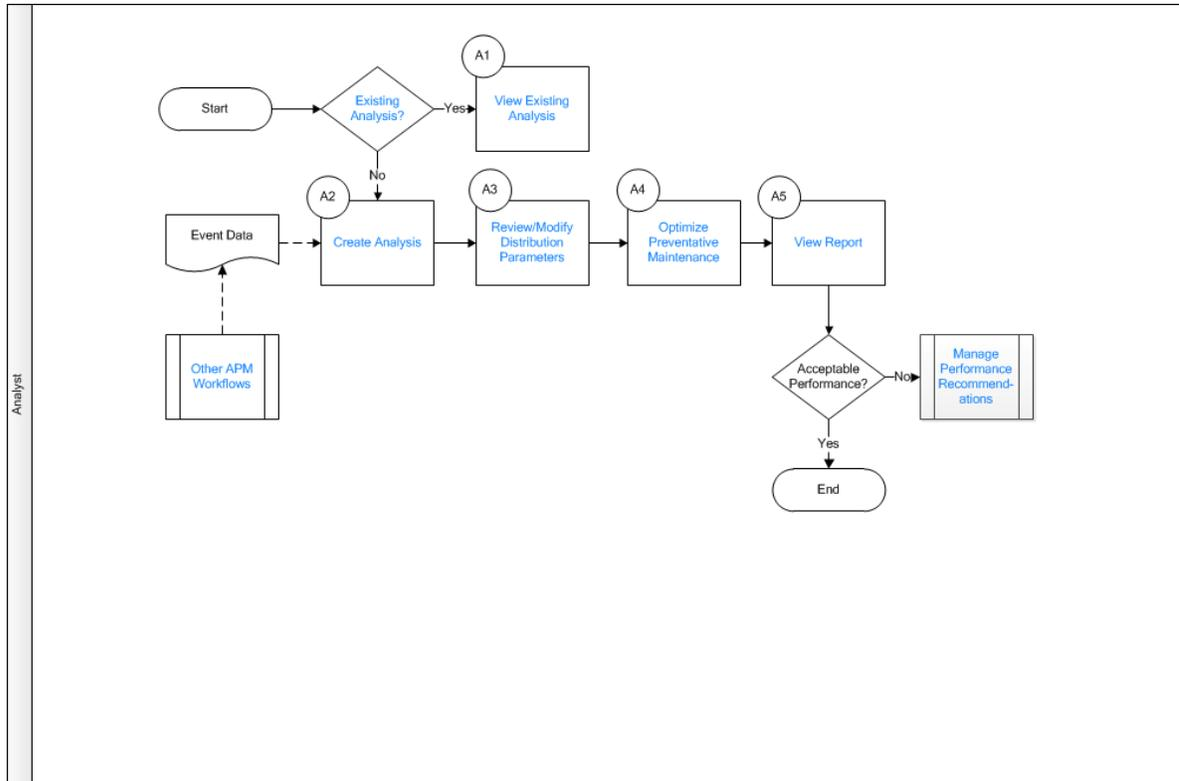 A1
Start
Existing
Analysis?
Yes
View Existing
Analysis
No
A2
A3
A4
A5
Event Data
Create Analysis
Review/Modify
Distribution
Parameters
Optimize
Preventative
Maintenance
View Report
Other APM
Workflows
Acceptable
Performance?
No
Manage
Performance
Recommend-
ations
Analyst
Yes
End